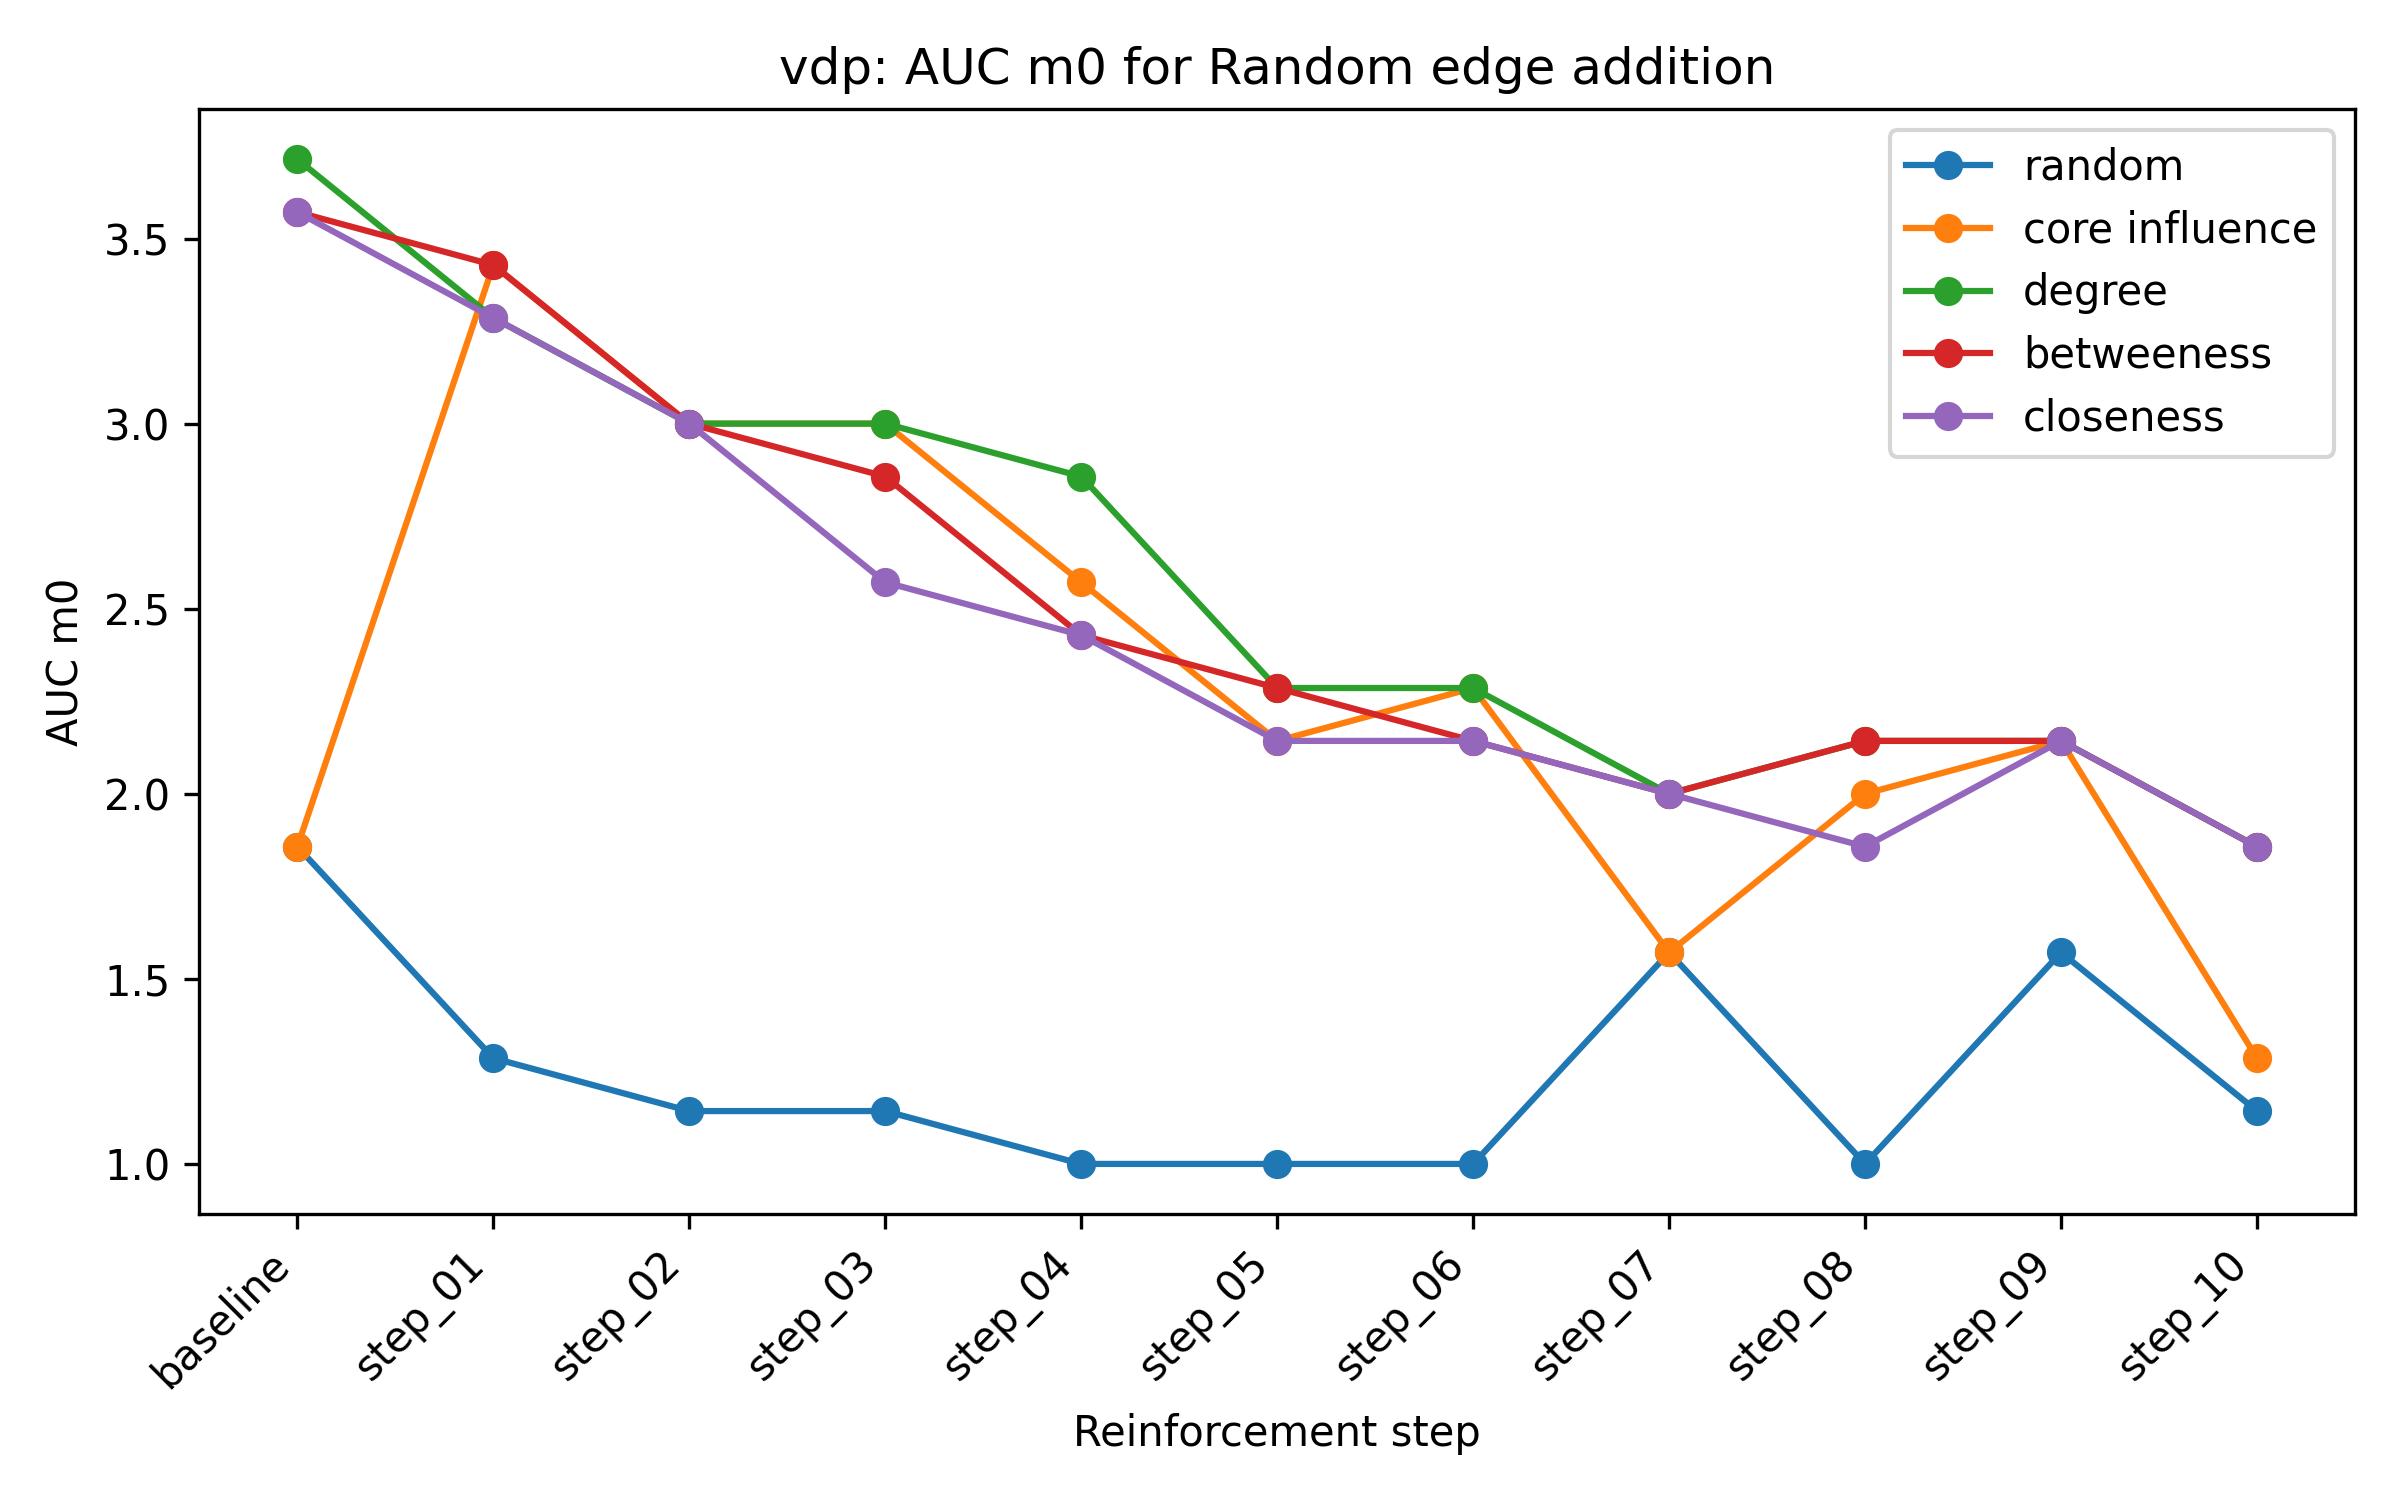 vdp: AUC m0 for Random edge addition
random
core influence
degree
betweeness
closeness
AUC m0
3.5
3.0
2.5
2.0
1.5
1.0
baseline
step_01
step_02
step_03
step_04
step_05
step_06
step_07
step_08
step_09
step_10
Reinforcement step